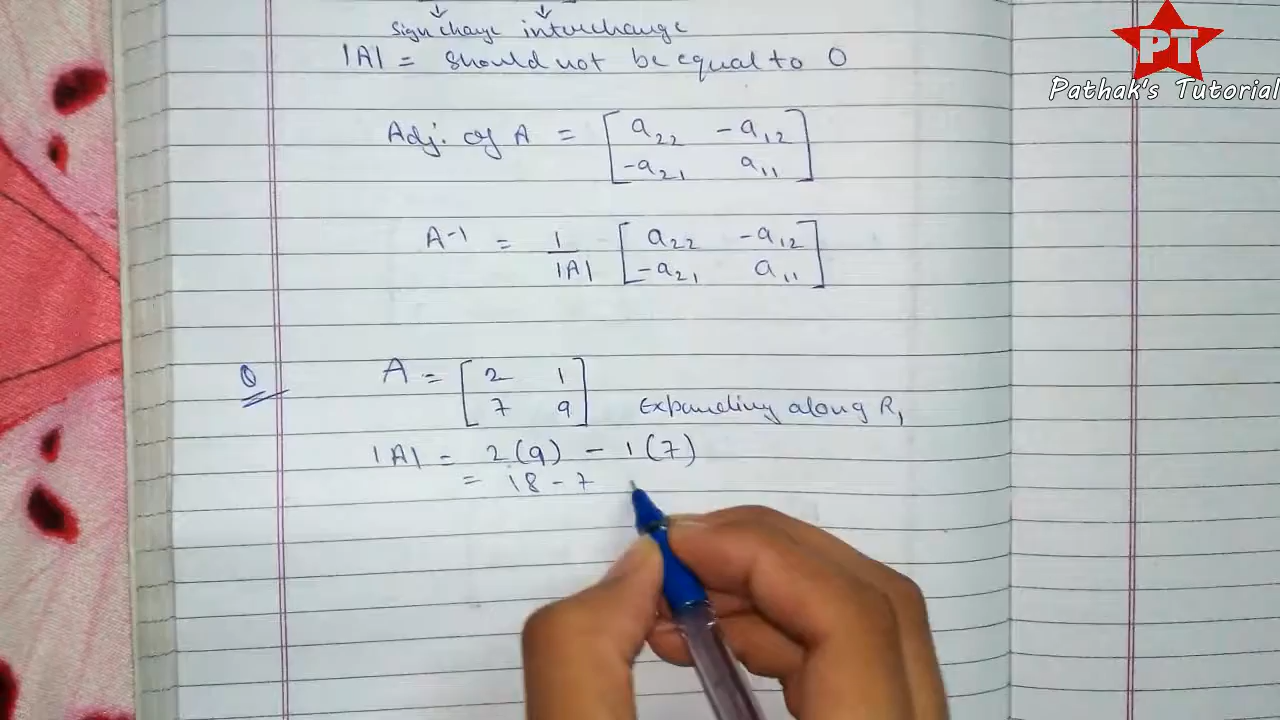 sign change interchange
|A| = should not be equal to 0
PT
Pathak's Tutorial
Adj. of A = [a₂₂ -a₁₂
-a₂₁ a₁₁]
A⁻¹ = 1/|A| [a₂₂ -a₁₂
-a₂₁ a₁₁]
Q A = [2 1
7 9] Expanding along R₁
|A| = 2(9) - 1(7)
= 18 - 7